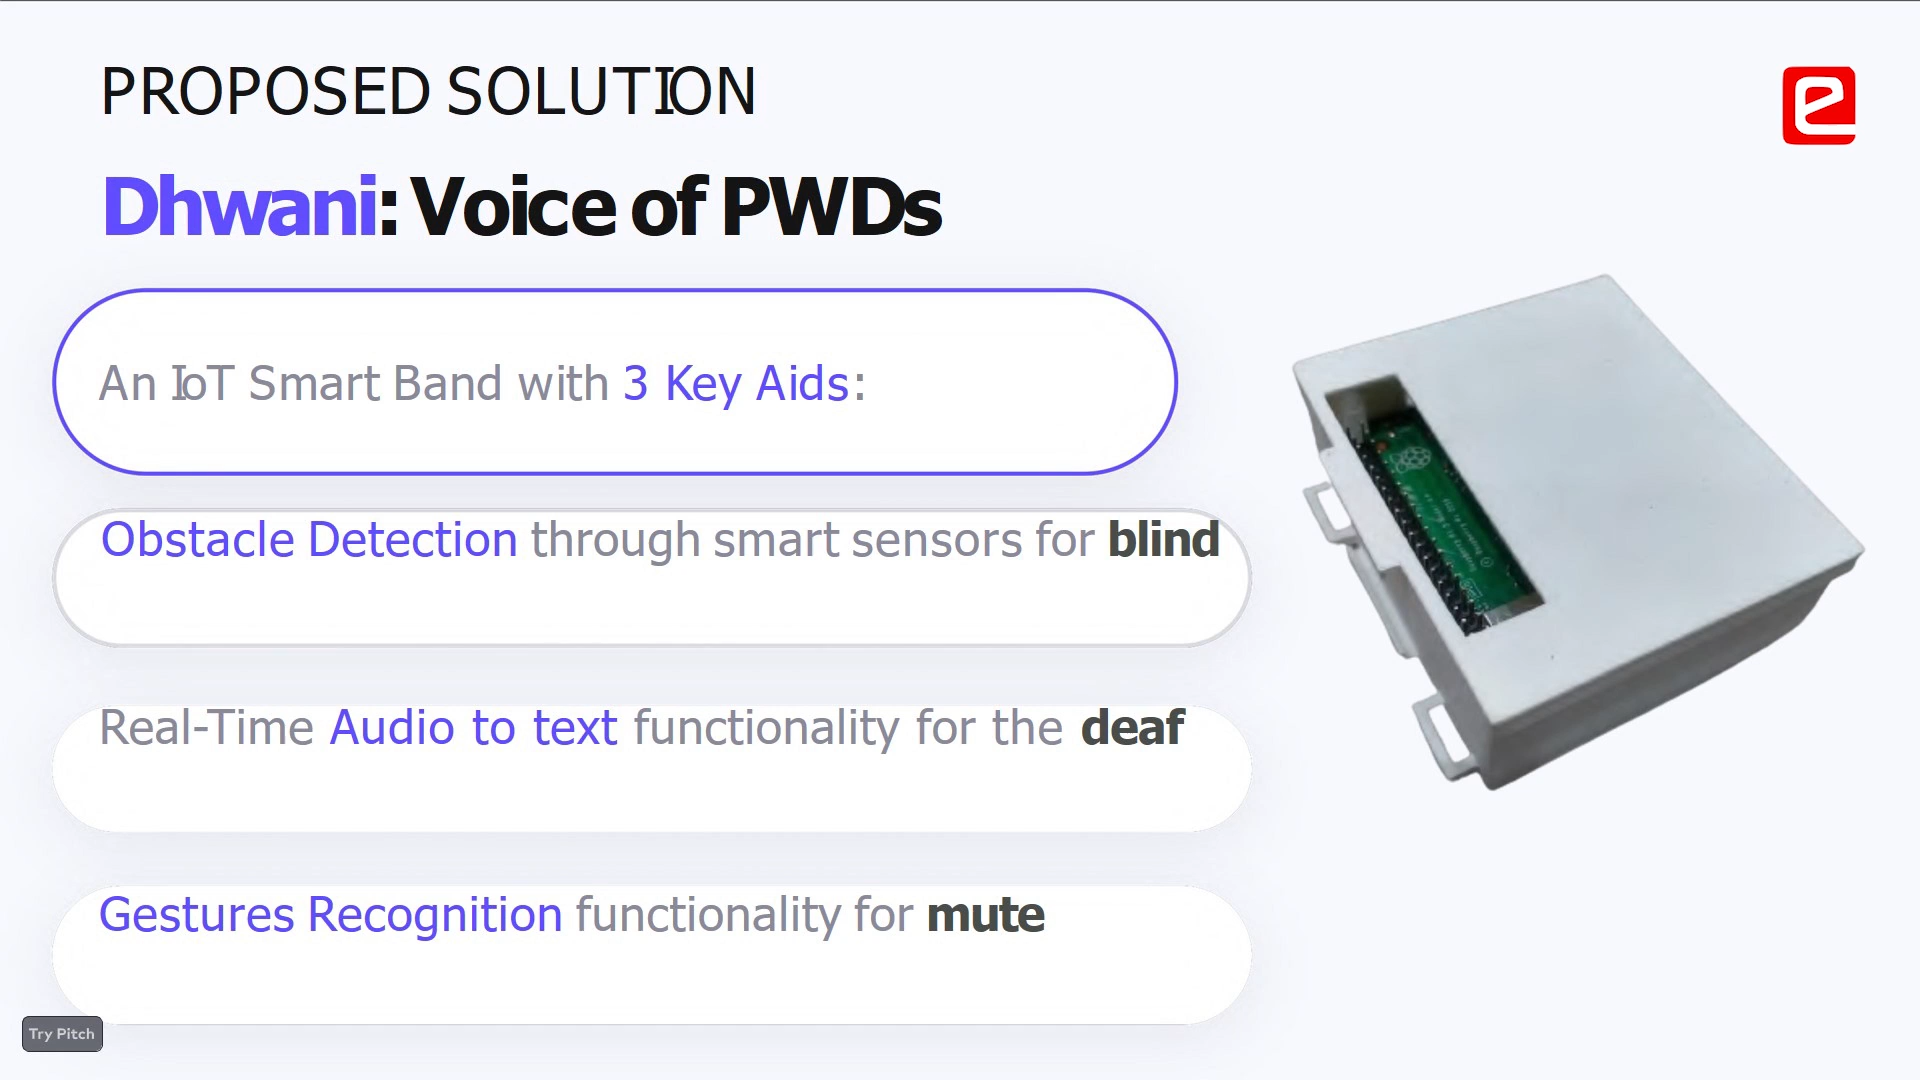 PROPOSED SOLUTION
Dhwani: Voice of PWDs
An IoT Smart Band with 3 Key Aids:
Obstacle Detection through smart sensors for blind
Real-Time Audio to text functionality for the deaf
Gestures Recognition functionality for mute
Try Pitch